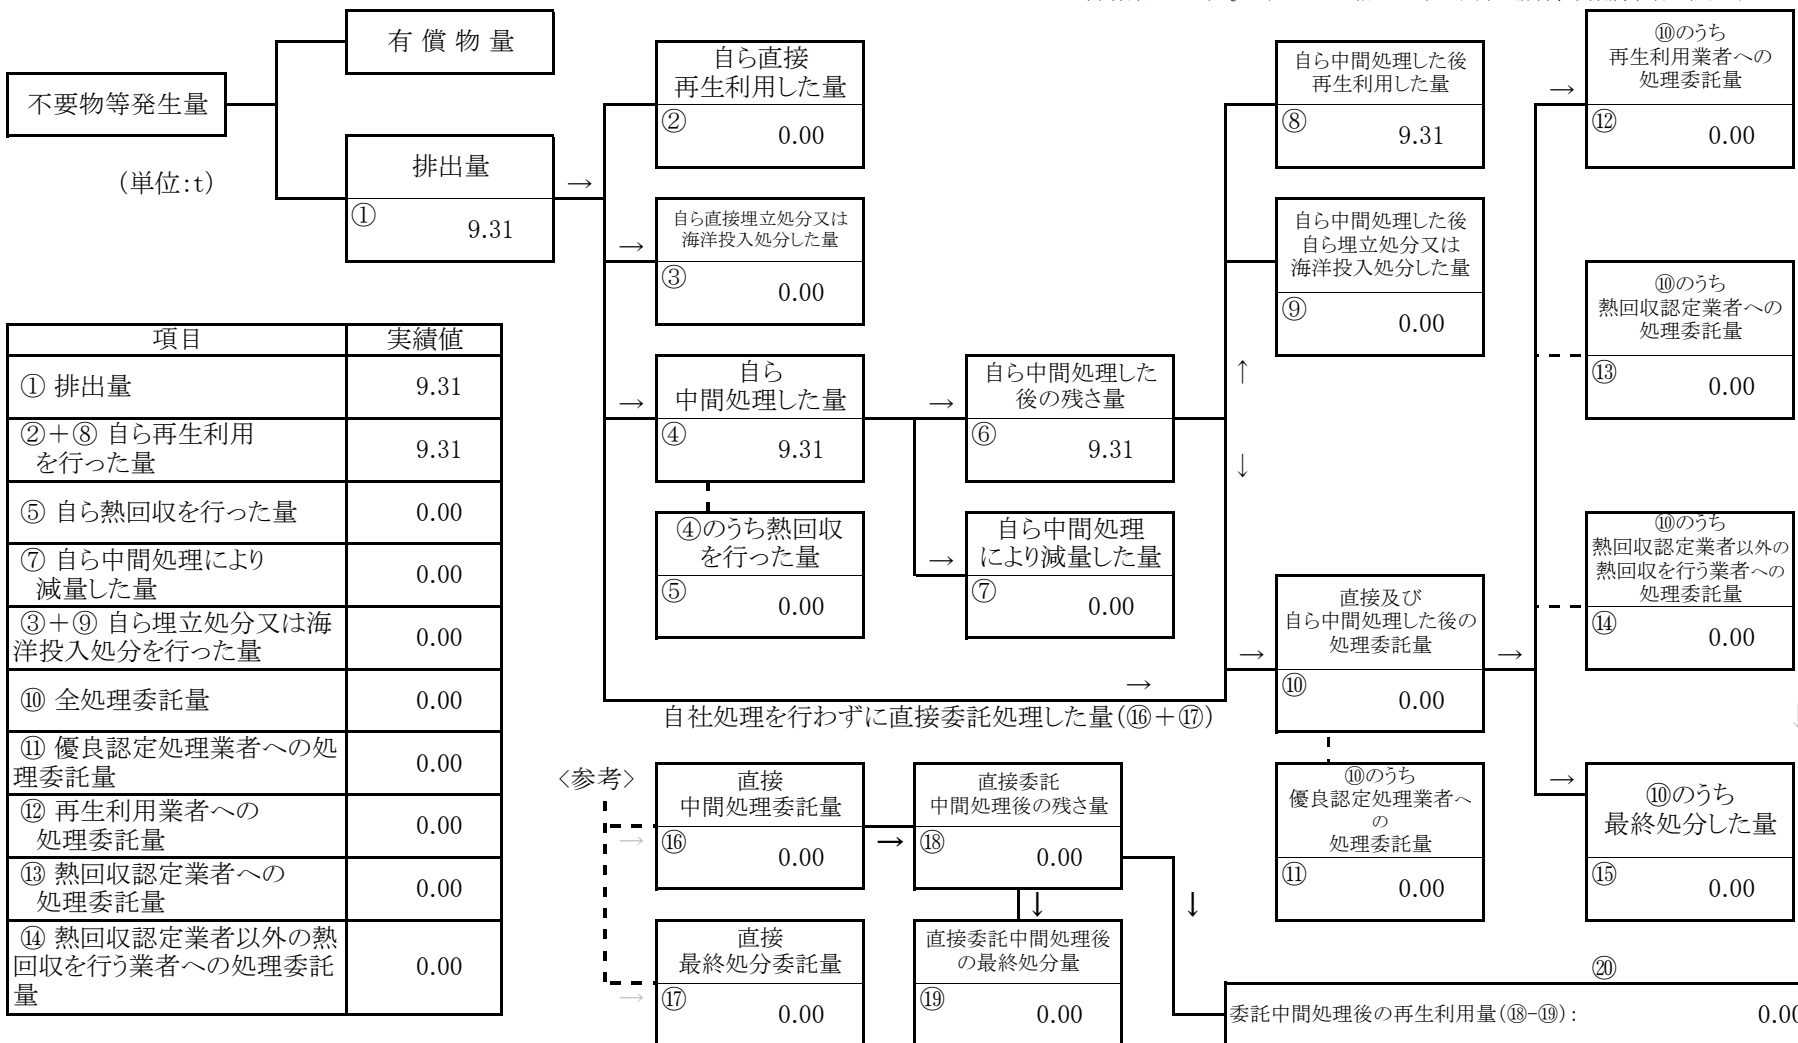 有 償 物 量
不要物等発生量
(単位:t)
排出量
①
9.31
→
自ら直接
再生利用した量
②
0.00
→
自ら直接埋立処分又は
海洋投入処分した量
③
0.00
→
自ら
中間処理した量
④
9.31
④のうち熱回収
を行った量
⑤
0.00
→
自ら中間処理した
後の残さ量
⑥
9.31
→
自ら中間処理
により減量した量
⑦
0.00
自ら中間処理した後
再生利用した量
⑧
9.31
自ら中間処理した後
自ら埋立処分又は
海洋投入処分した量
⑨
0.00
↑
↓
→
自社処理を行わずに直接委託処理した量(⑯+⑰)
→
直接及び
自ら中間処理した後の
処理委託量
⑩
0.00
→
⑩のうち
優良認定処理業者へ
の
処理委託量
⑪
0.00
→
⑩のうち
再生利用業者への
処理委託量
⑫
0.00
⑩のうち
熱回収認定業者への
処理委託量
⑬
0.00
⑩のうち
熱回収認定業者以外の
熱回収を行う業者への
処理委託量
⑭
0.00
→
⑩のうち
最終処分した量
⑮
0.00
項目 実績値
① 排出量 9.31
②+⑧ 自ら再生利用
を行った量 9.31
⑤ 自ら熱回収を行った量 0.00
⑦ 自ら中間処理により
減量した量 0.00
③+⑨ 自ら埋立処分又は海
洋投入処分を行った量 0.00
⑩ 全処理委託量 0.00
⑪ 優良認定処理業者への処
理委託量 0.00
⑫ 再生利用業者への
処理委託量 0.00
⑬ 熱回収認定業者への
処理委託量 0.00
⑭ 熱回収認定業者以外の熱
回収を行う業者への処理委託
量 0.00
〈参考〉
→
直接
中間処理委託量
⑯
0.00
→
直接委託
中間処理後の残さ量
⑱
0.00
↓
↓
→
直接
最終処分委託量
⑰
0.00
直接委託中間処理後
の最終処分量
⑲
0.00
⑳
委託中間処理後の再生利用量(⑱-⑲): 0.00